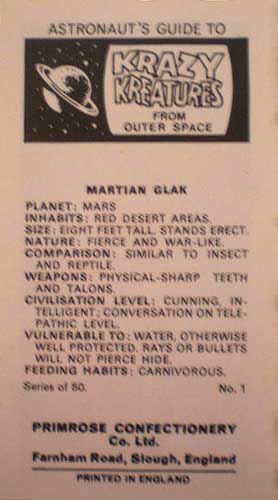 ASTRONAUT'S GUIDE TO
KRAZY
KREATURES
FROM
OUTER SPACE
MARTIAN GLAK
PLANET: MARS
INHABITS: RED DESERT AREAS.
SIZE: EIGHT FEET TALL. STANDS ERECT.
NATURE: FIERCE AND WAR-LIKE.
COMPARISON: SIMILAR TO INSECT
AND REPTILE.
WEAPONS: PHYSICAL-SHARP TEETH
AND TALONS.
CIVILISATION LEVEL: CUNNING, IN-
TELLIGENT; CONVERSATION ON TELE-
PATHIC LEVEL.
VULNERABLE TO: WATER, OTHERWISE
WELL PROTECTED. RAYS OR BULLETS
WILL NOT PIERCE HIDE.
FEEDING HABITS: CARNIVOROUS.
Series of 50. No. 1
PRIMROSE CONFECTIONERY
Co. Ltd.
Farnham Road, Slough, England
PRINTED IN ENGLAND